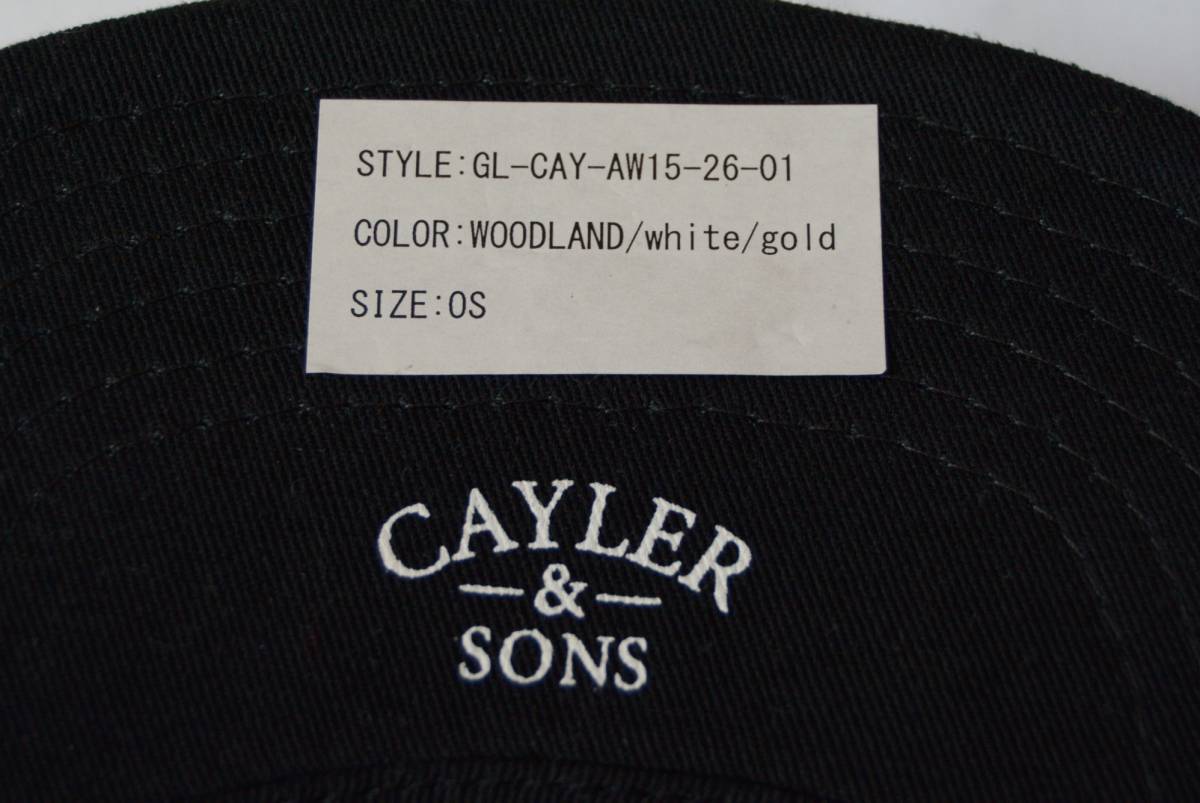 STYLE:GL-CAY-AW15-26-01
COLOR:WOODLAND/white/gold
SIZE:OS
CAYLER
&
SONS